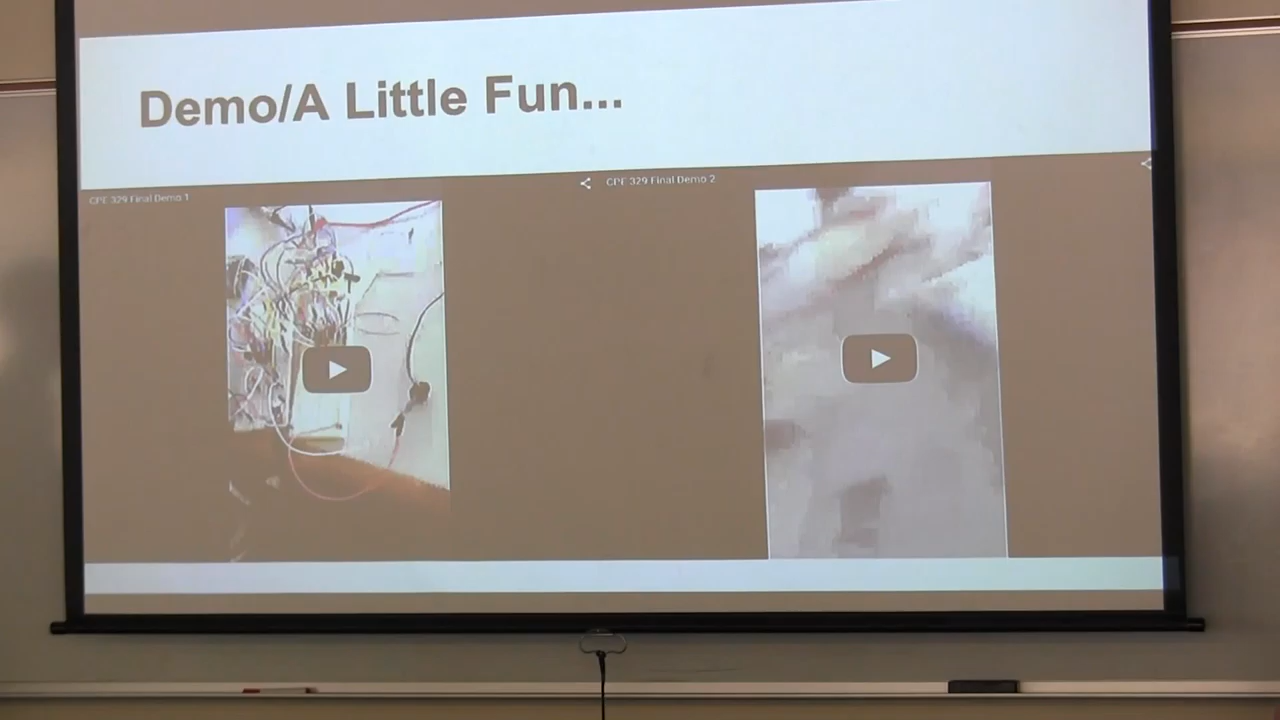 Demo/A Little Fun...
CPE 329 Final Demo 1
CPE 329 Final Demo 2